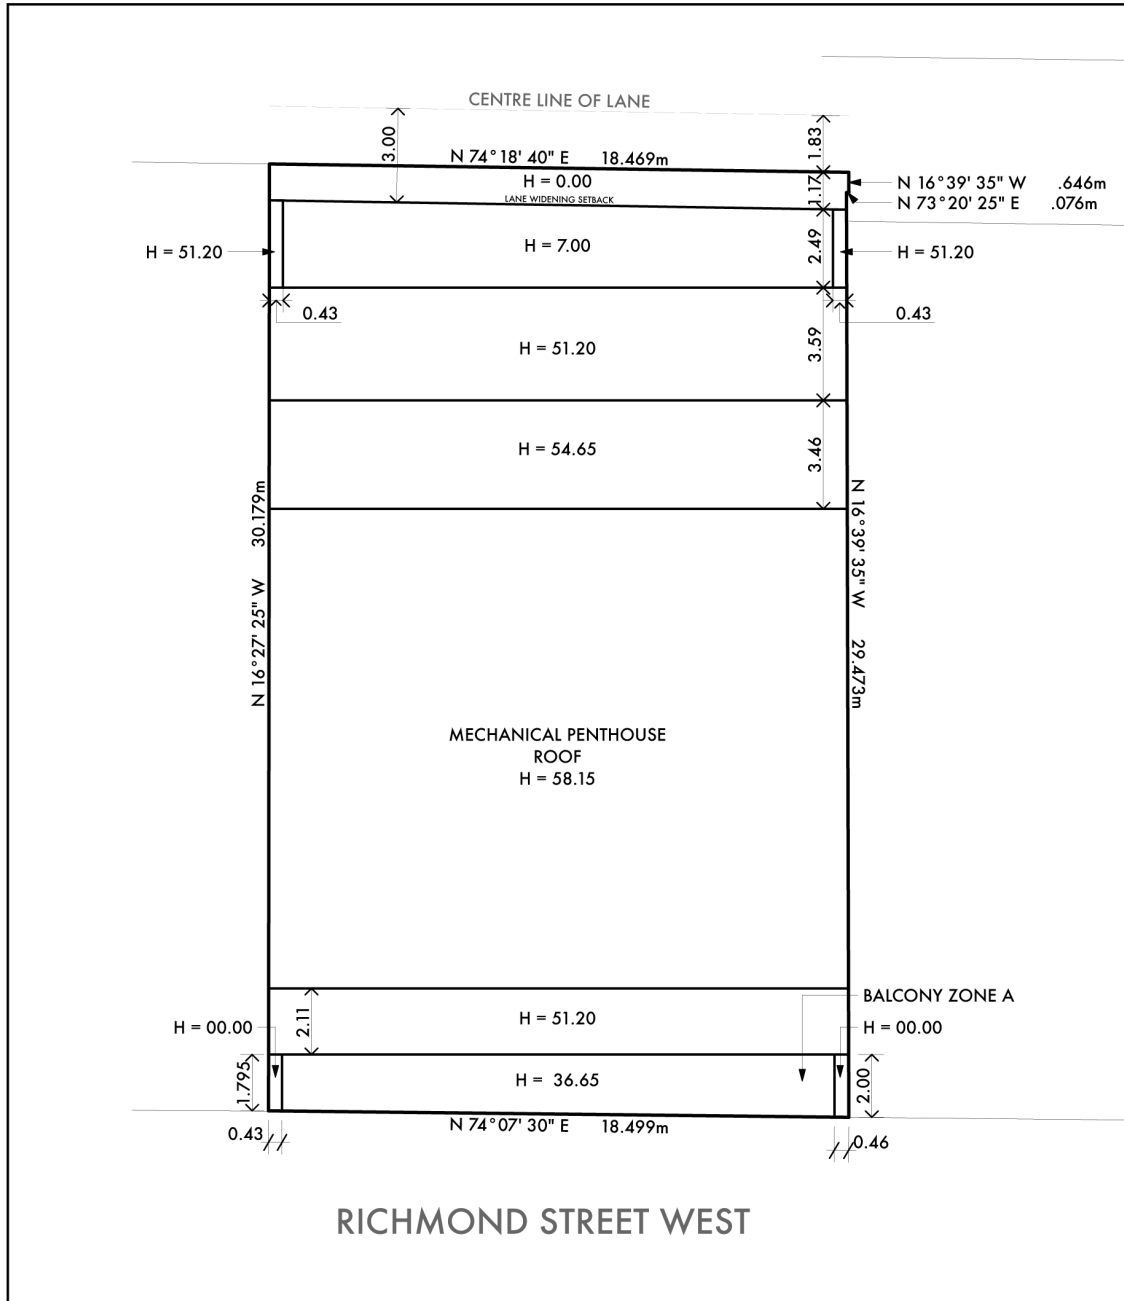 CENTRE LINE OF LANE
3.00
1.83
N 74° 18' 40" E 18.469m
H = 0.00
1.17
N 16° 39' 35" W .646m
LANE WIDENING SETBACK
N 73° 20' 25" E .076m
H = 51.20
H = 7.00
2.49
H = 51.20
0.43
0.43
H = 51.20
3.59
H = 54.65
3.46
N 16° 27' 25" W 30.179m
N 16° 39' 35" W 29.473m
MECHANICAL PENTHOUSE
ROOF
H = 58.15
BALCONY ZONE A
H = 00.00
2.11
H = 51.20
H = 00.00
1.795
H = 36.65
2.00
N 74° 07' 30" E 18.499m
0.43
0.46
RICHMOND STREET WEST